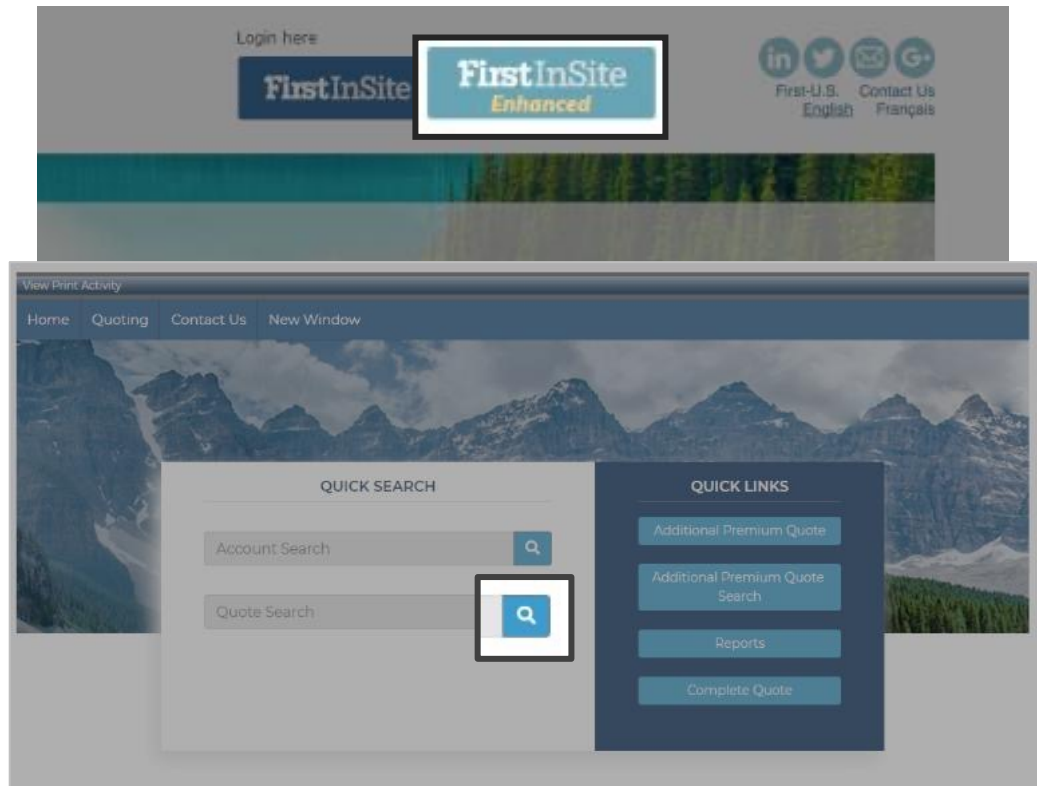 Login here
FirstInSite
FirstInSite
Enhanced
in G+
First-U.S. Contact Us
English Français
View Print Activity
Home Quoting Contact Us New Window
QUICK SEARCH
QUICK LINKS
Account Search
Additional Premium Quote
Quote Search
Additional Premium Quote
Search
Reports
Complete Quote